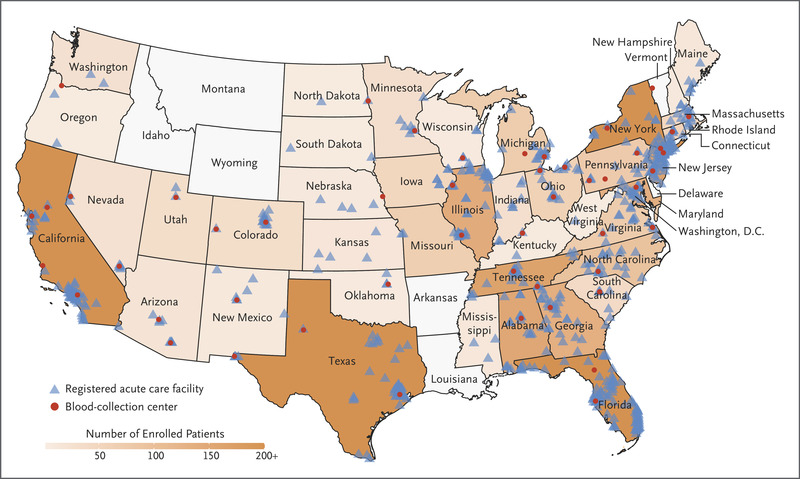 New Hampshire
Vermont
Maine
Washington
Montana
North Dakota
Minnesota
Oregon
Idaho
Wisconsin
Massachusetts
Rhode Island
Connecticut
New York
Michigan
South Dakota
Wyoming
Pennsylvania
New Jersey
Iowa
Nebraska
Ohio
Indiana
Illinois
Delaware
Nevada
Utah
Colorado
West
Virginia
Virginia
Maryland
Washington, D.C.
California
Kansas
Missouri
Kentucky
North Carolina
Tennessee
South
Carolina
Oklahoma
Arkansas
Arizona
New Mexico
Missis-
sippi
Alabama
Georgia
Texas
Louisiana
Florida
Registered acute care facility
Blood-collection center
Number of Enrolled Patients
50 100 150 200+